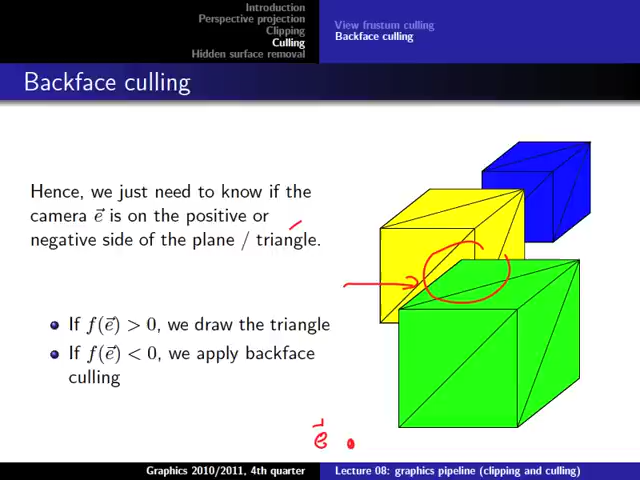 Introduction
Perspective projection
Clipping
Culling
Hidden surface removal
View frustum culling
Backface culling
Backface culling
Hence, we just need to know if the
camera e⃗ is on the positive or
negative side of the plane / triangle.
If f(e⃗) > 0, we draw the triangle
If f(e⃗) < 0, we apply backface
culling
e⃗
Graphics 2010/2011, 4th quarter
Lecture 08: graphics pipeline (clipping and culling)